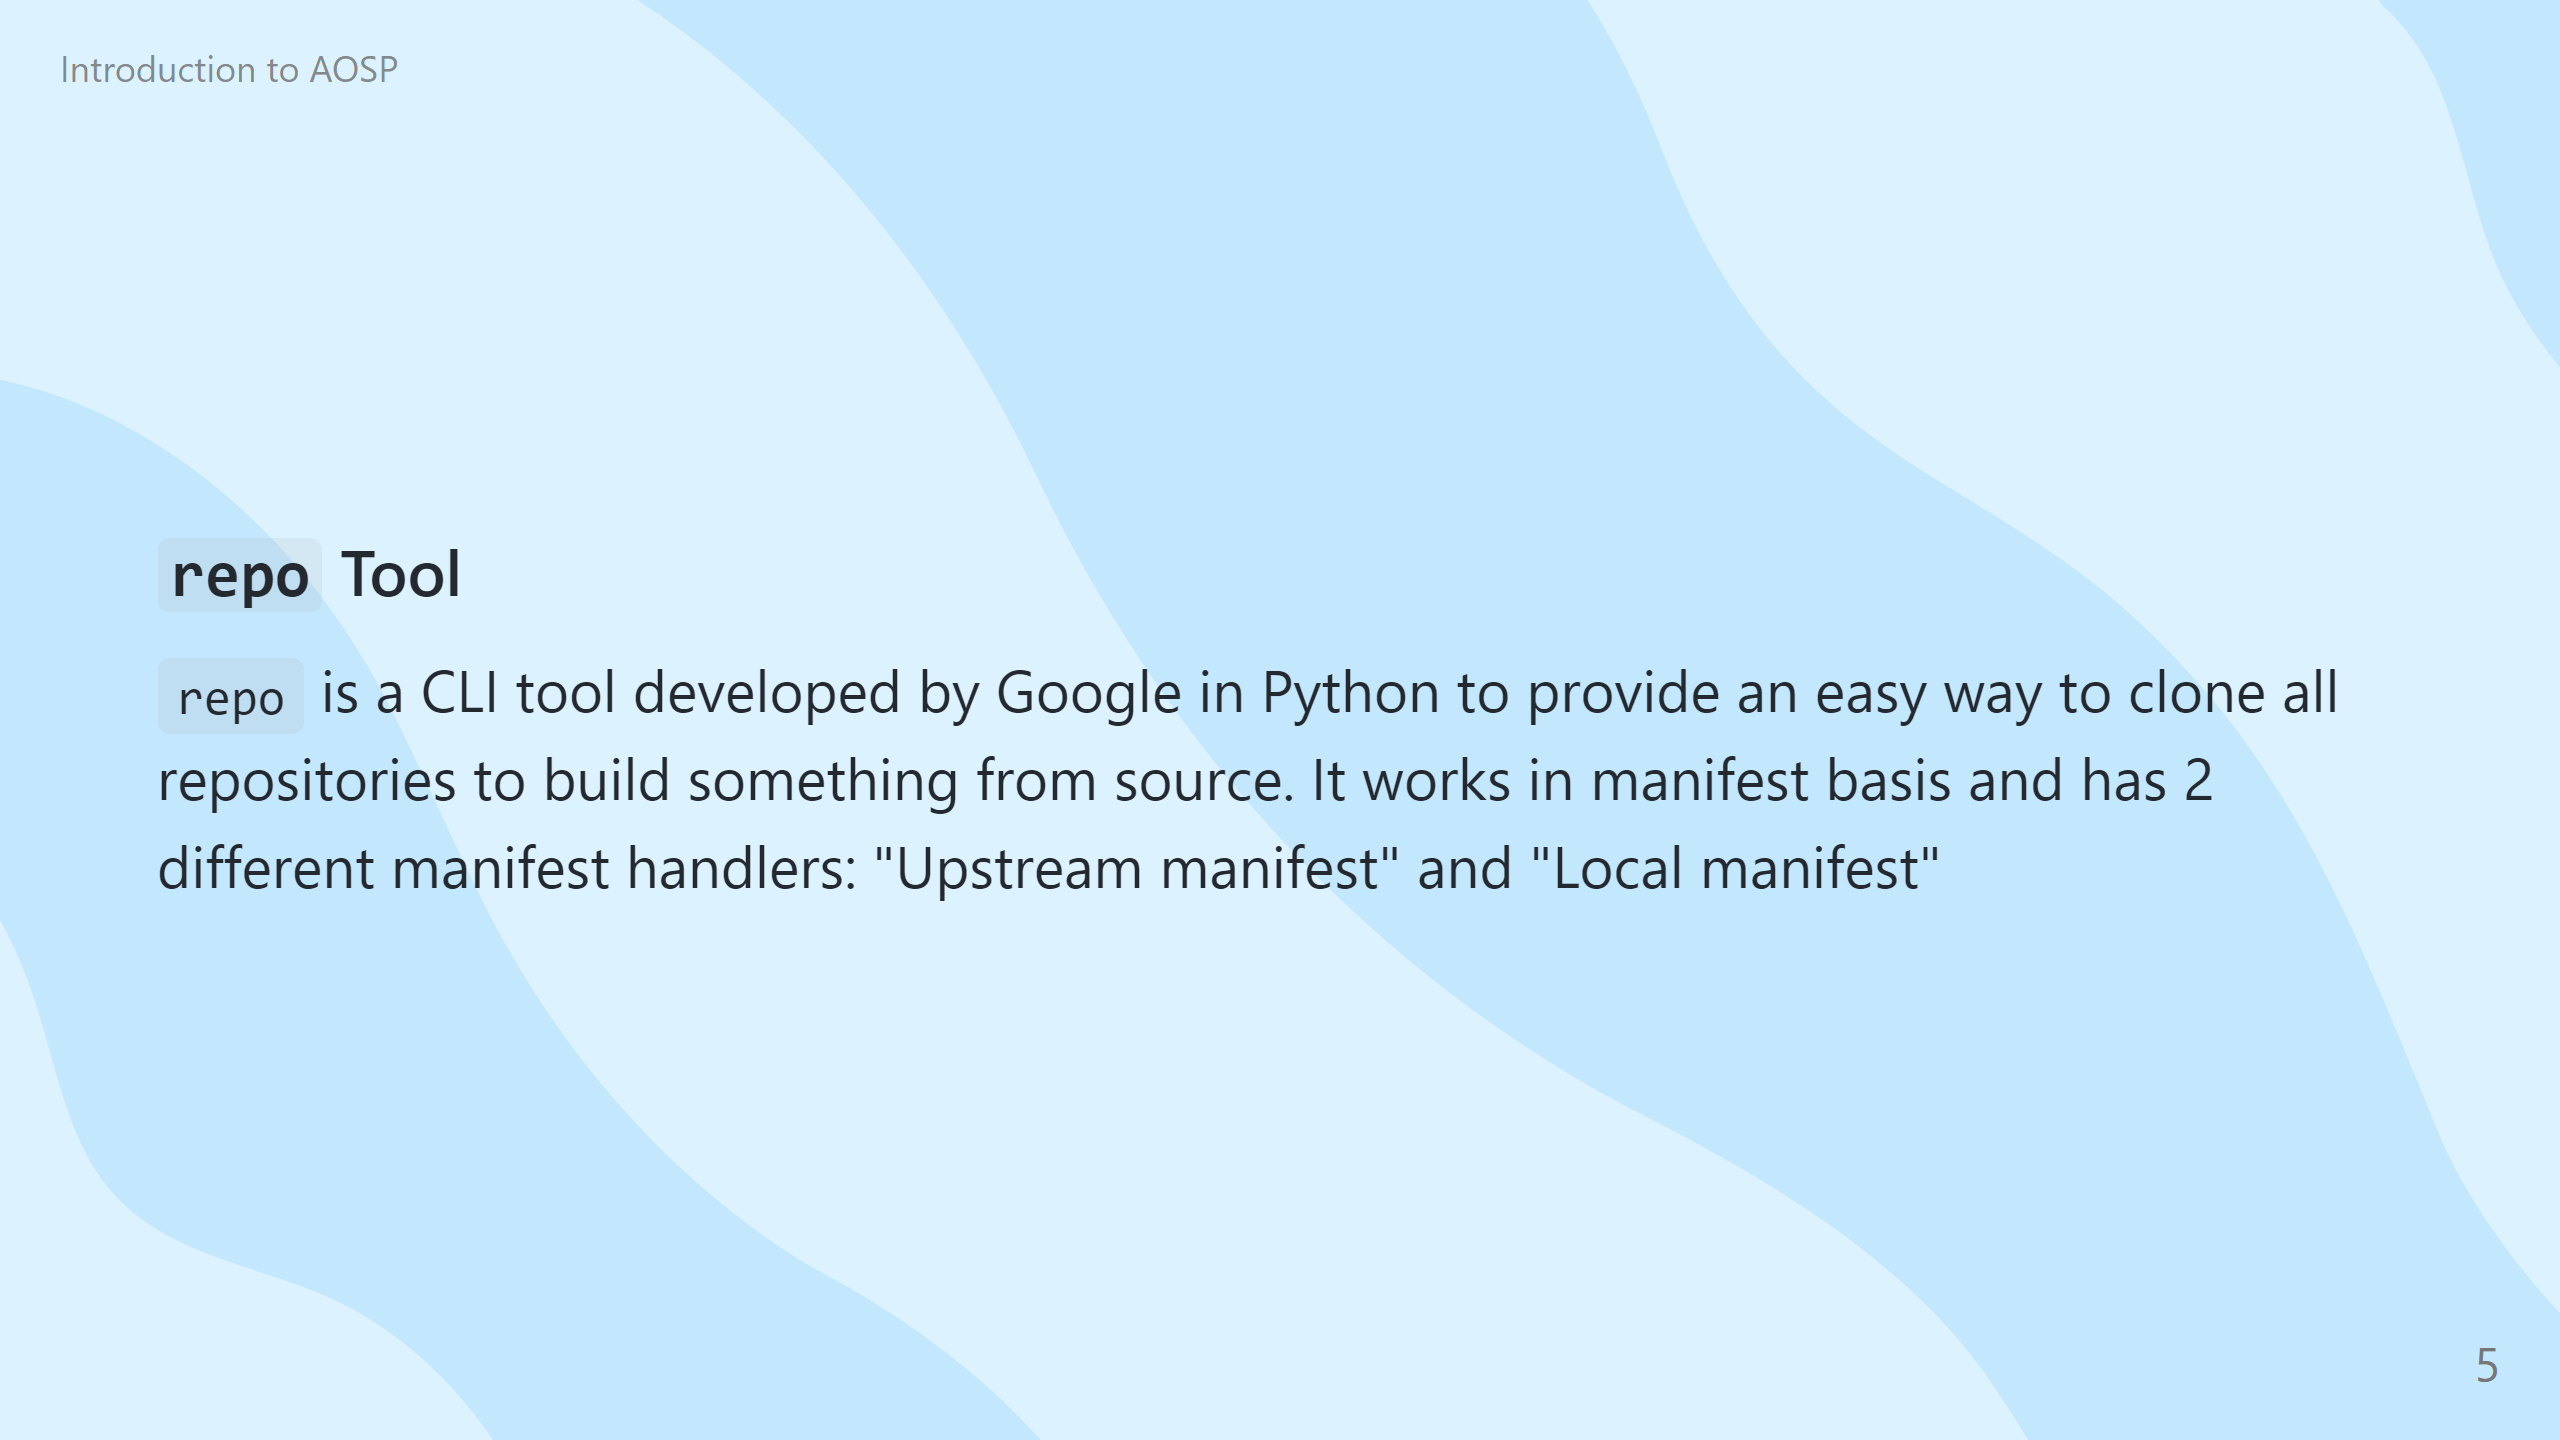 Introduction to AOSP
repo Tool
repo is a CLI tool developed by Google in Python to provide an easy way to clone all
repositories to build something from source. It works in manifest basis and has 2
different manifest handlers: "Upstream manifest" and "Local manifest"
5